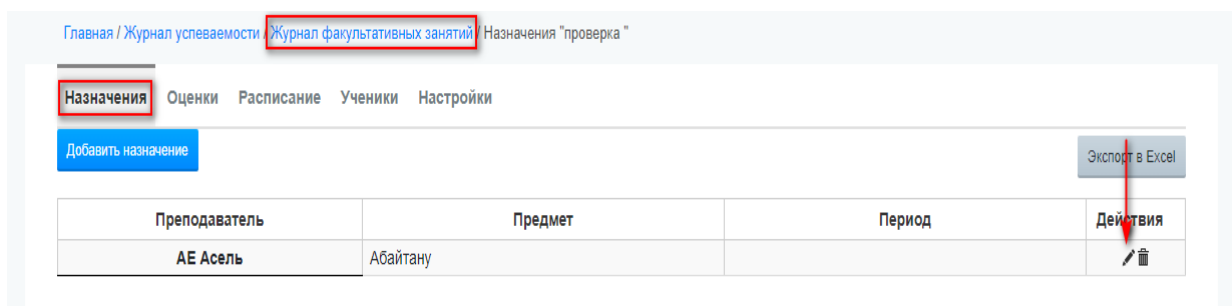 Главная / Журнал успеваемости / Журнал факультативных занятий / Назначения "проверка "
Назначения Оценки Расписание Ученики Настройки
Добавить назначение Экспорт в Excel
Преподаватель Предмет Период Действия
АЕ Асель Абайтану